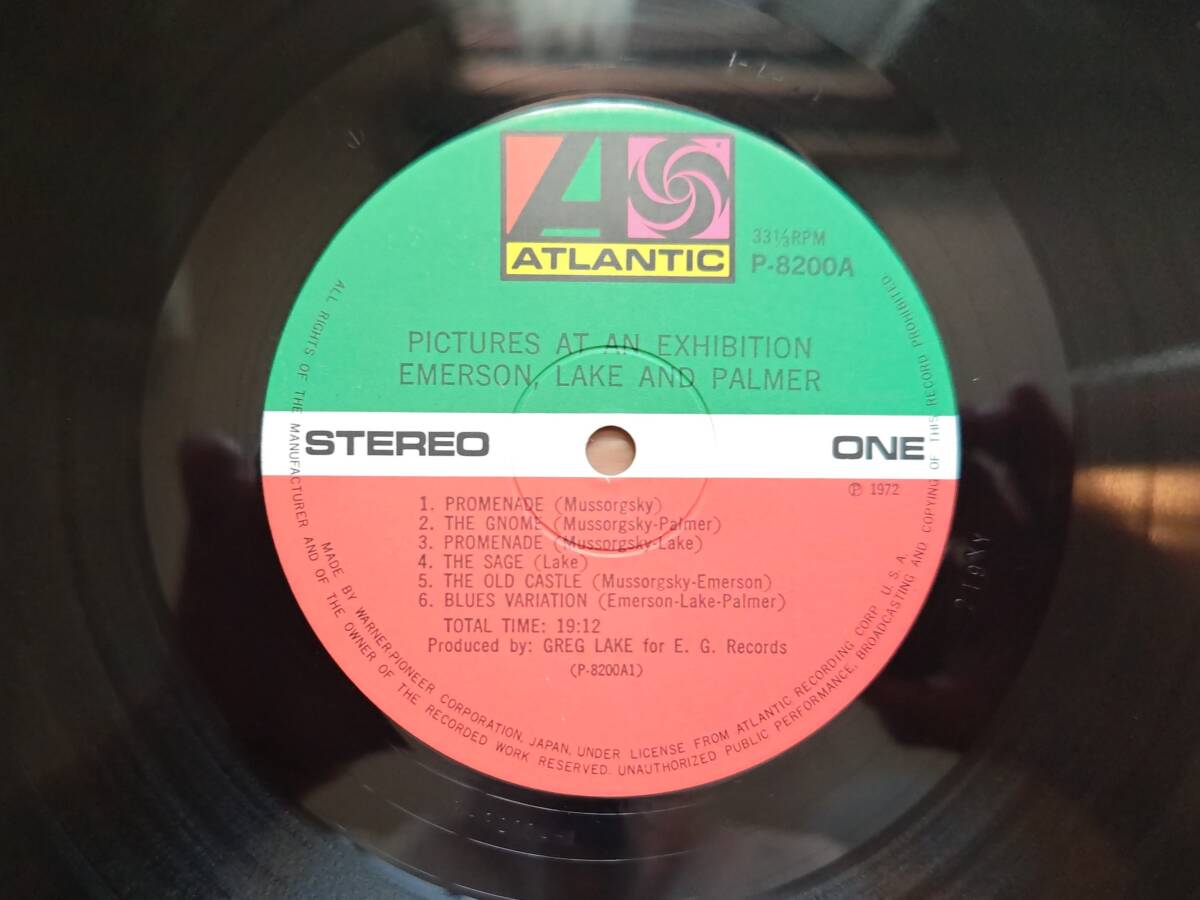 ATLANTIC
33⅓RPM
P-8200A
PICTURES AT AN EXHIBITION
EMERSON, LAKE AND PALMER
STEREO
ONE
℗ 1972
1. PROMENADE (Mussorgsky)
2. THE GNOME (Mussorgsky-Palmer)
3. PROMENADE (Mussorgsky-Lake)
4. THE SAGE (Lake)
5. THE OLD CASTLE (Mussorgsky-Emerson)
6. BLUES VARIATION (Emerson-Lake-Palmer)
TOTAL TIME: 19:12
Produced by: GREG LAKE for E. G. Records
(P-8200A1)
MADE BY WARNER-PIONEER CORPORATION, JAPAN, UNDER LICENSE FROM ATLANTIC RECORDING CORP. U. S. A.
ALL RIGHTS OF THE MANUFACTURER AND OF THE OWNER OF THE RECORDED WORK RESERVED. UNAUTHORIZED PUBLIC PERFORMANCE, BROADCASTING AND COPYING OF THIS RECORD PROHIBITED